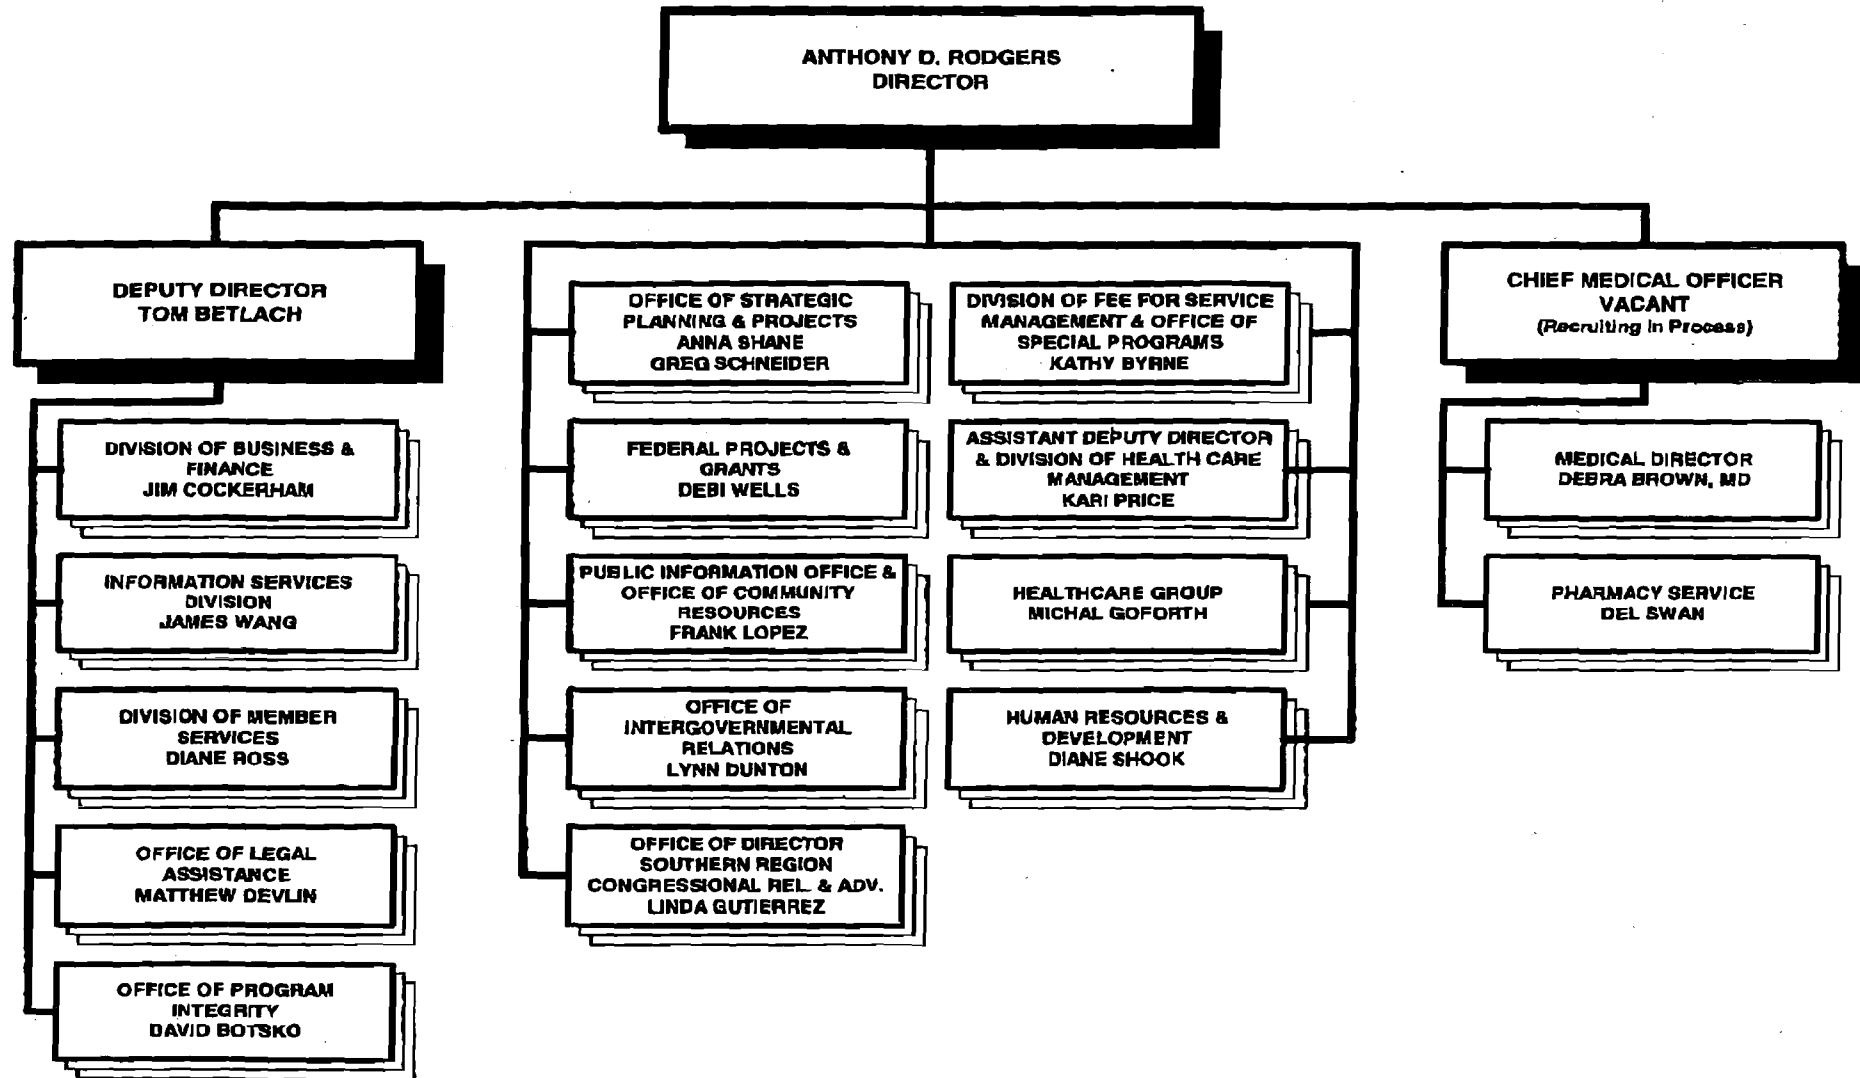 ANTHONY D. RODGERS
DIRECTOR
DEPUTY DIRECTOR
TOM BETLACH
DIVISION OF BUSINESS &
FINANCE
JIM COCKERHAM
INFORMATION SERVICES
DIVISION
JAMES WANG
DIVISION OF MEMBER
SERVICES
DIANE ROSS
OFFICE OF LEGAL
ASSISTANCE
MATTHEW DEVLIN
OFFICE OF PROGRAM
INTEGRITY
DAVID BOTSKO
OFFICE OF STRATEGIC
PLANNING & PROJECTS
ANNA SHANE
GREG SCHNEIDER
FEDERAL PROJECTS &
GRANTS
DEBI WELLS
PUBLIC INFORMATION OFFICE &
OFFICE OF COMMUNITY
RESOURCES
FRANK LOPEZ
OFFICE OF
INTERGOVERNMENTAL
RELATIONS
LYNN DUNTON
OFFICE OF DIRECTOR
SOUTHERN REGION
CONGRESSIONAL REL. & ADV.
LINDA GUTIERREZ
DIVISION OF FEE FOR SERVICE
MANAGEMENT & OFFICE OF
SPECIAL PROGRAMS
KATHY BYRNE
ASSISTANT DEPUTY DIRECTOR
& DIVISION OF HEALTH CARE
MANAGEMENT
KARI PRICE
HEALTHCARE GROUP
MICHAL GOFORTH
HUMAN RESOURCES &
DEVELOPMENT
DIANE SHOOK
CHIEF MEDICAL OFFICER
VACANT
(Recruiting In Process)
MEDICAL DIRECTOR
DEBRA BROWN, MD
PHARMACY SERVICE
DEL SWAN